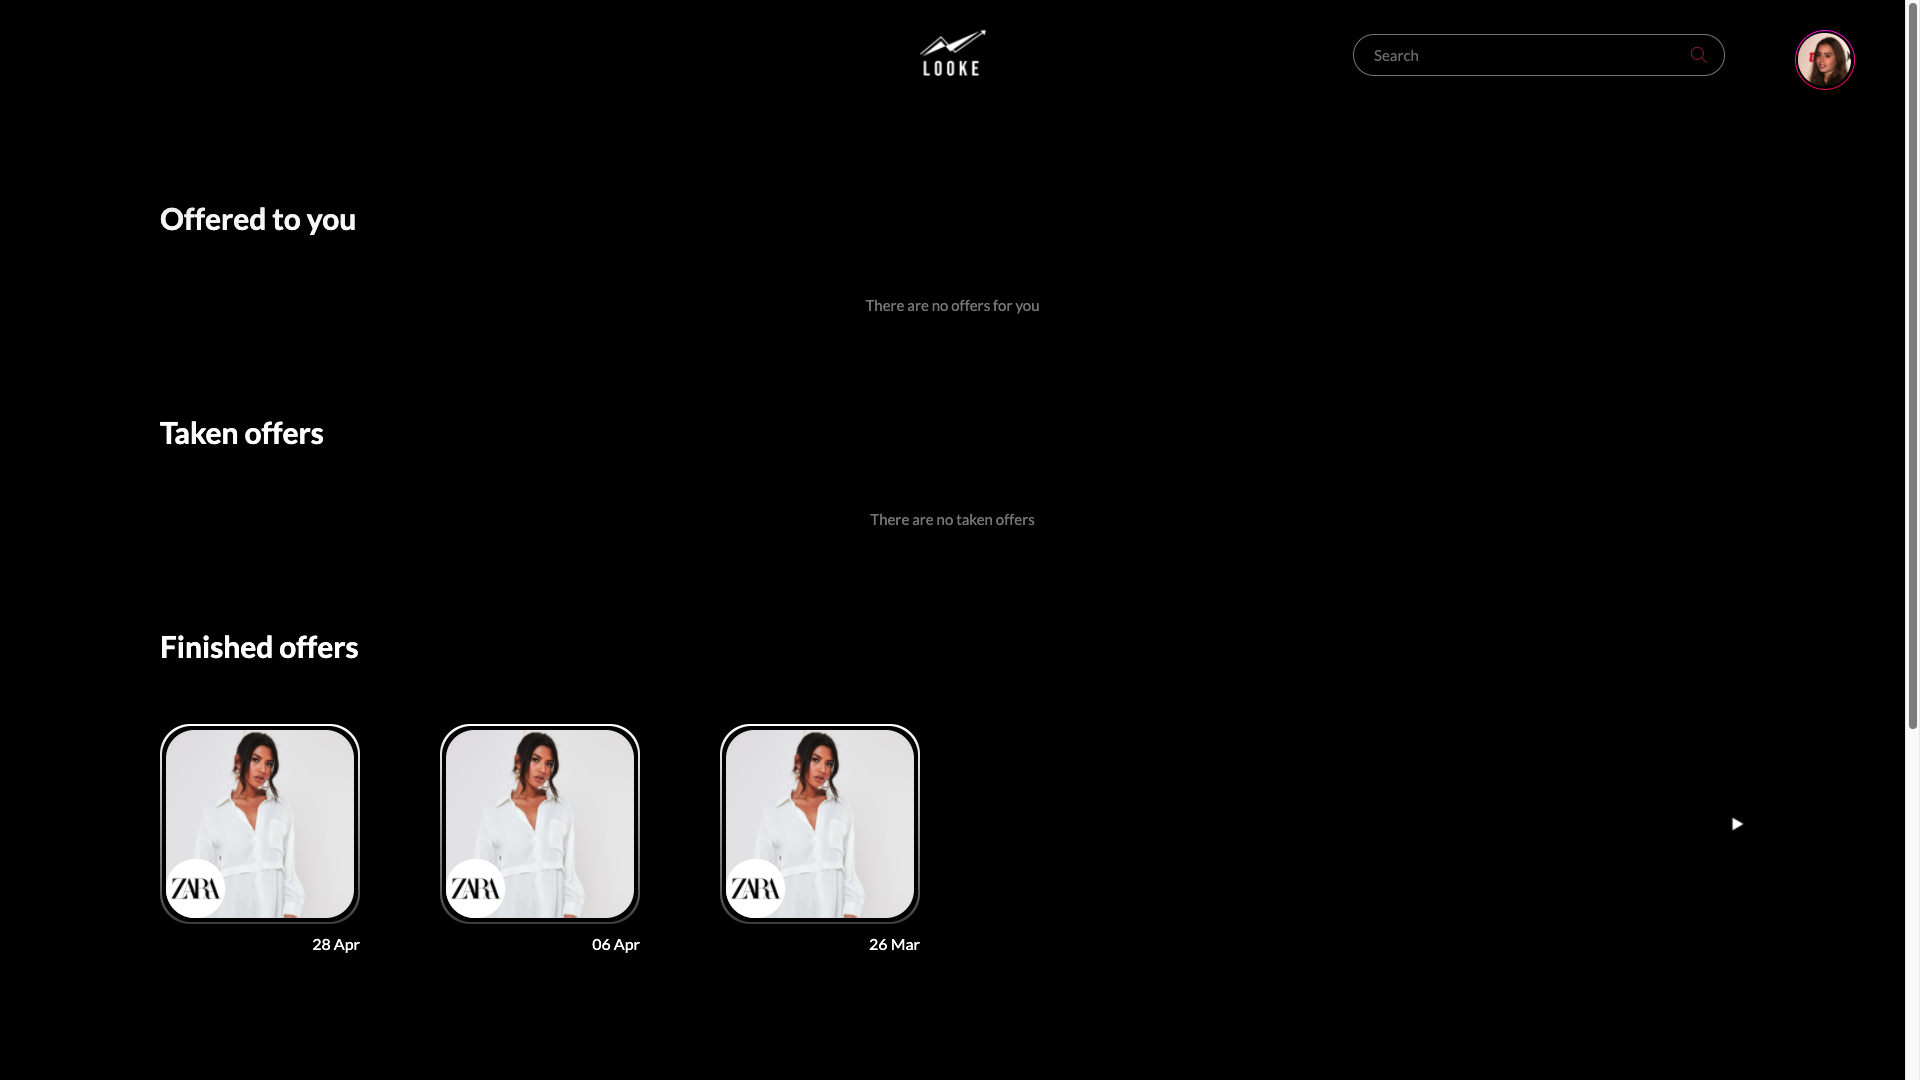 LOOKE
Search
Offered to you
There are no offers for you
Taken offers
There are no taken offers
Finished offers
ZARA
ZARA
ZARA
28 Apr
06 Apr
26 Mar